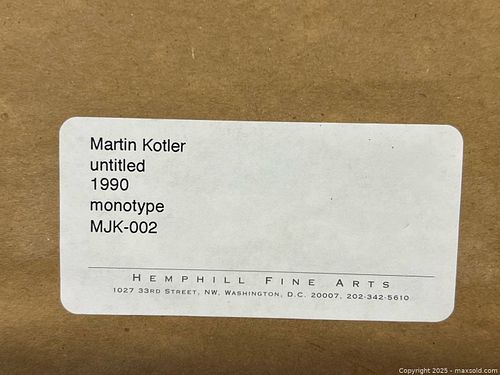 Martin Kotler
untitled
1990
monotype
MJK-002
HEMPHILL FINE ARTS
1027 33RD STREET, NW, WASHINGTON, D.C. 20007, 202-342-5610
Copyright 2025 - maxsold.com